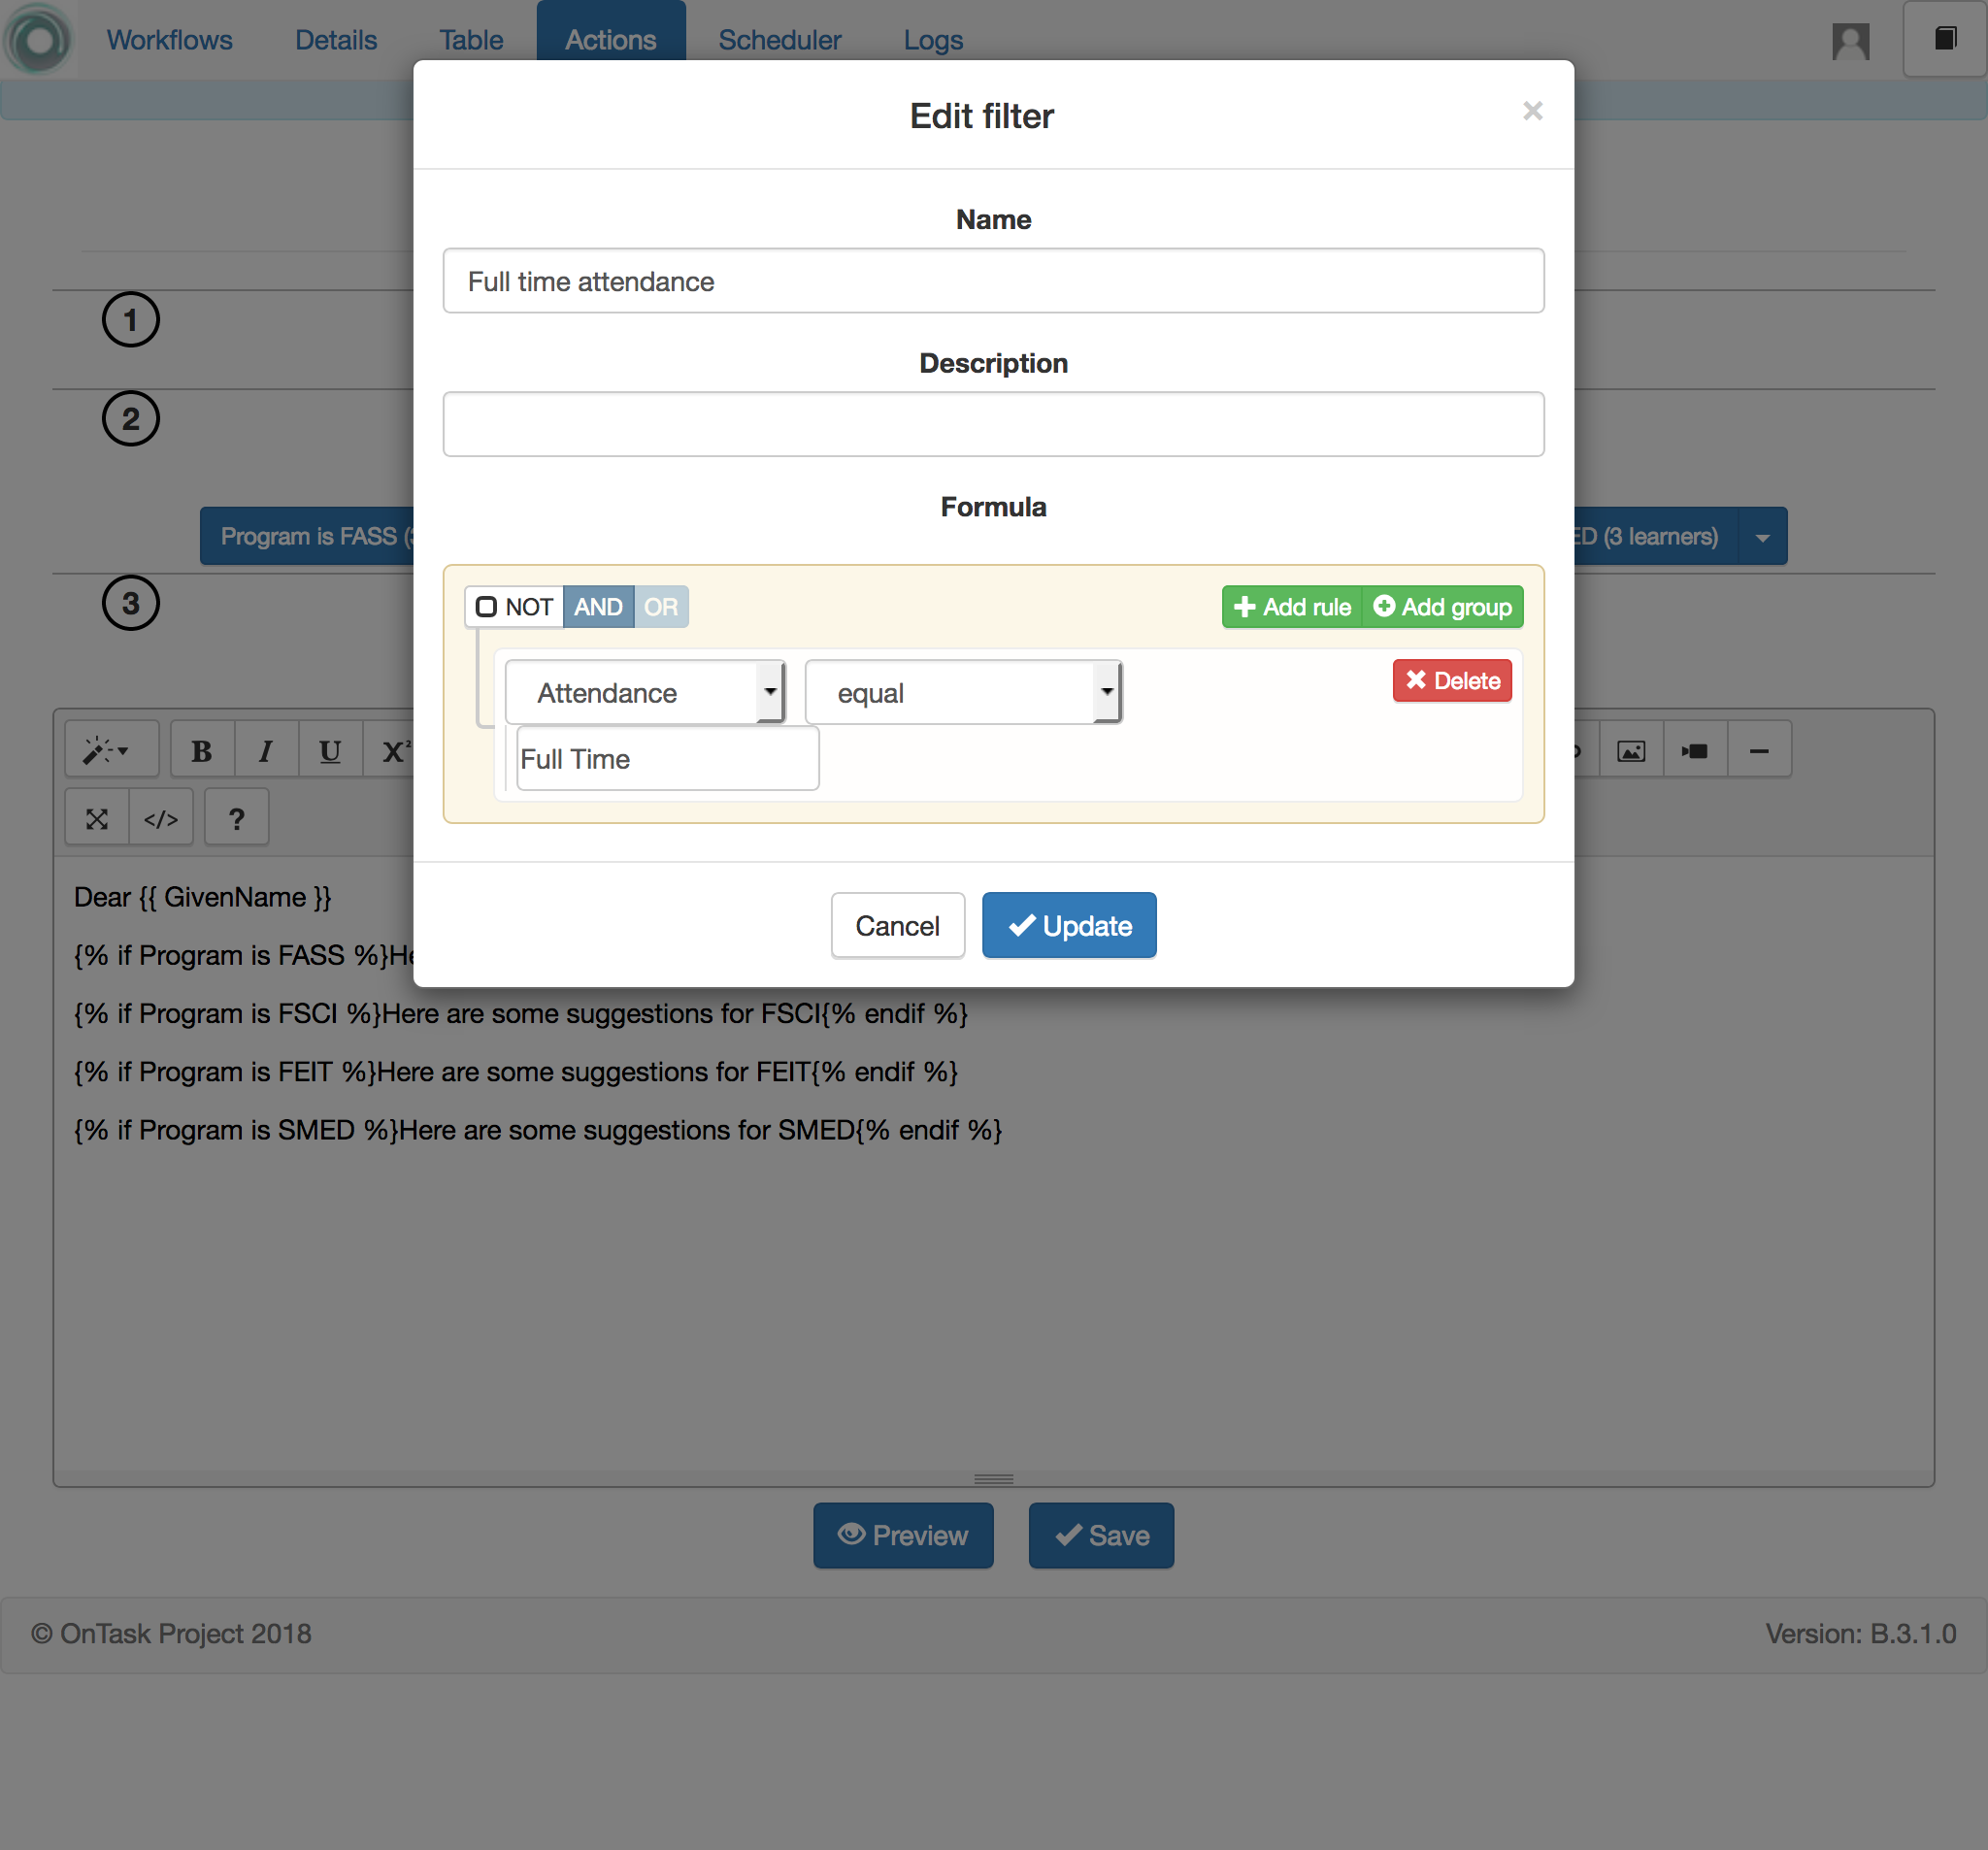 Workflows Details Table Actions Scheduler Logs
Edit filter ×
Name
Full time attendance
1
Description
2
Formula
Program is FASS (
(3 learners)
NOT AND OR Add rule Add group
3
Attendance equal Delete
Full Time
B I U X²
</> ?
Dear {{ GivenName }}
Cancel Update
{% if Program is FASS %}He
{% if Program is FSCI %}Here are some suggestions for FSCI{% endif %}
{% if Program is FEIT %}Here are some suggestions for FEIT{% endif %}
{% if Program is SMED %}Here are some suggestions for SMED{% endif %}
Preview Save
© OnTask Project 2018 Version: B.3.1.0